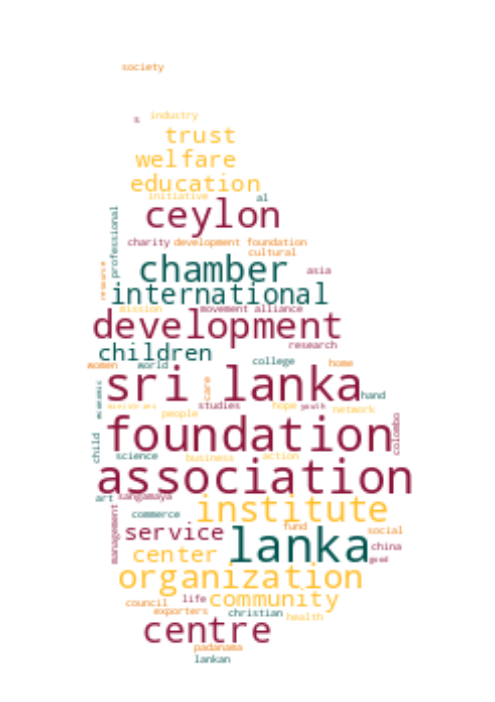 society
s industry
trust
welfare
education
initiative al
ceylon
professional
charity development foundation
cultural
chamber asia
resource
international
mission movement alliance
development
research
children
women world college home
sri lanka
care
hand
economic
studies hope youth
people network
foundation
colombo
child
science business action
association
art sangamaya
institute
commerce
management
service fund social
lanka
center china
good
organization
life community
council
exporters christian health
centre
padanama
lankan